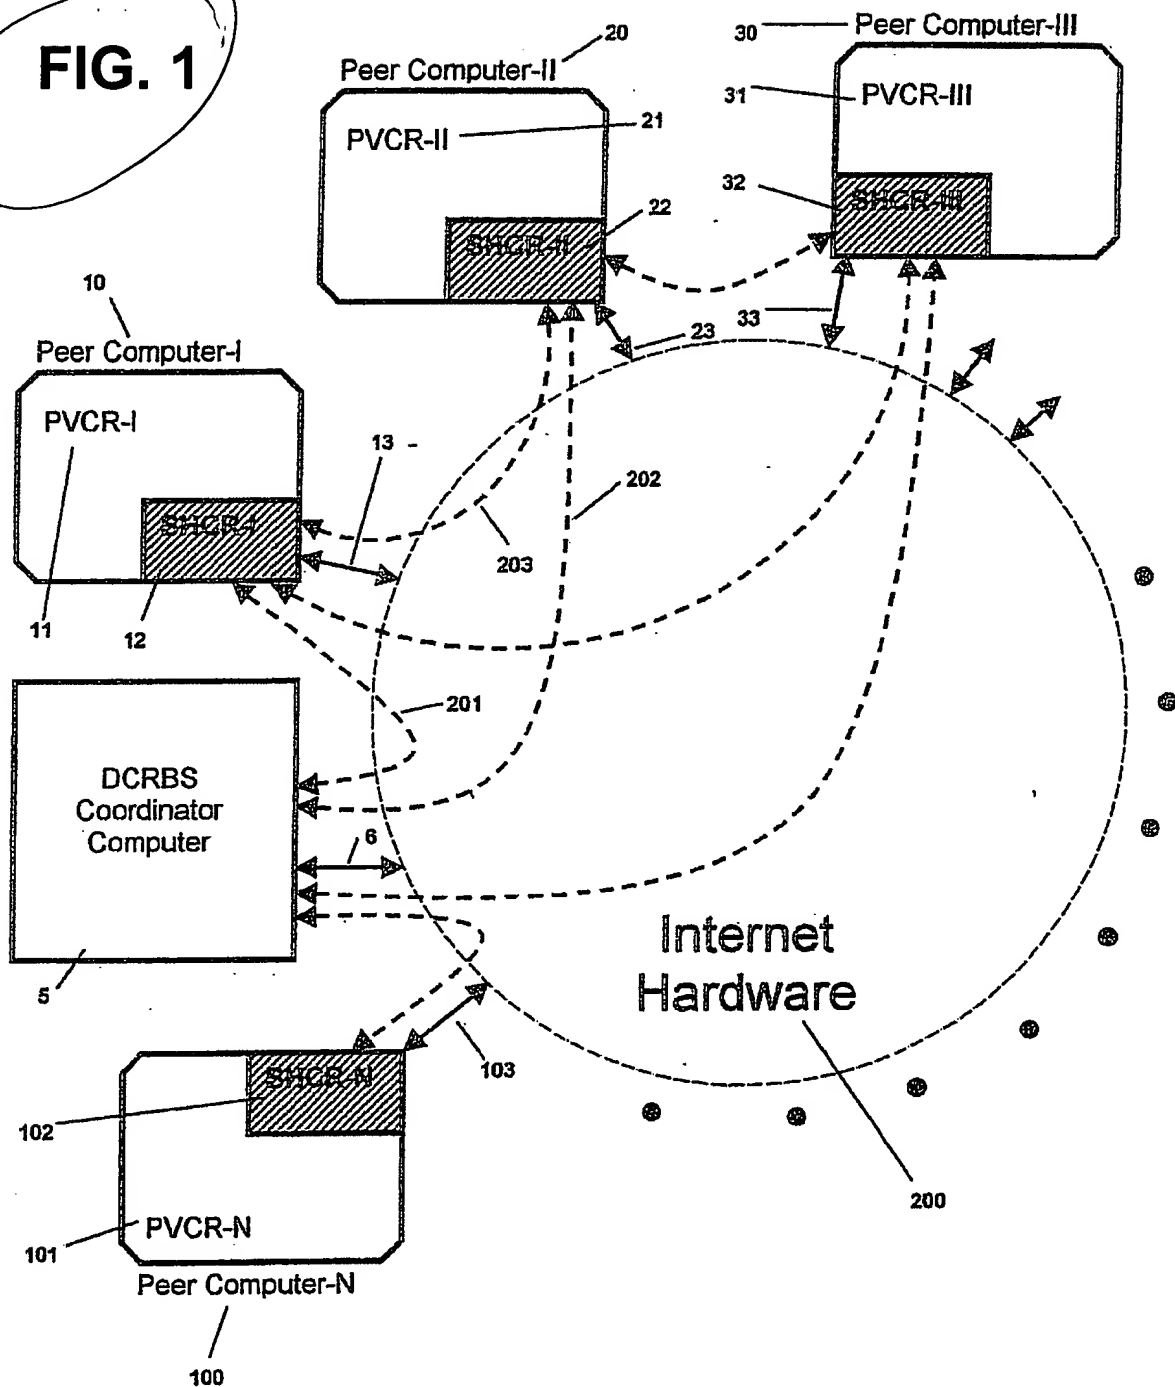 FIG. 1
20
30
Peer Computer-III
Peer Computer-II
31
PVCR-III
21
PVCR-II
32
SHCR-III
22
SHCR-II
10
33
23
Peer Computer-I
PVCR-I
13
202
SHCR-I
203
11
12
201
DCRBS
Coordinator
Computer
6
Internet
Hardware
5
103
SHCR-N
102
200
PVCR-N
101
Peer Computer-N
100